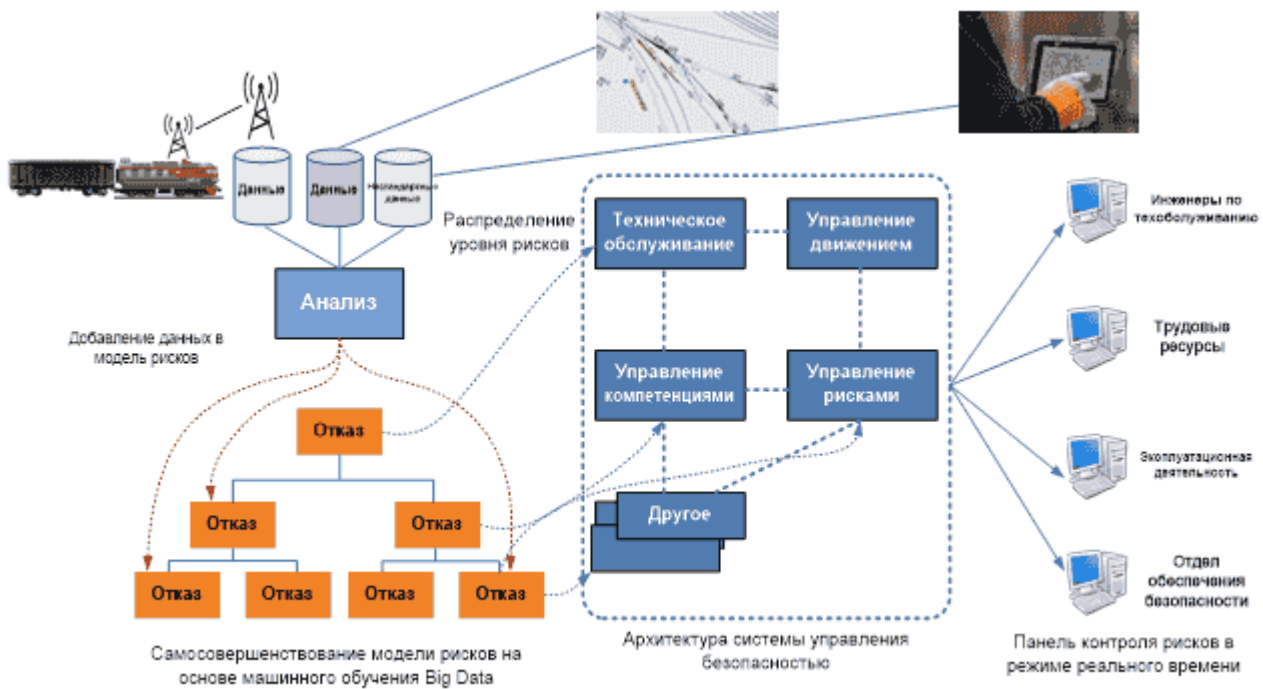 Данные
Данные
Нестандартные
данные
Распределение
уровня рисков
Анализ
Добавление данных в
модель рисков
Отказ
Отказ
Отказ
Отказ
Отказ
Отказ
Отказ
Самосовершенствование модели рисков на
основе машинного обучения Big Data
Техническое
обслуживание
Управление
движением
Управление
компетенциями
Управление
рисками
Другое
Архитектура системы управления
безопасностью
Инженеры по
техобслуживанию
Трудовые
ресурсы
Эксплуатационная
деятельность
Отдел
обеспечения
безопасности
Панель контроля рисков в
режиме реального времени